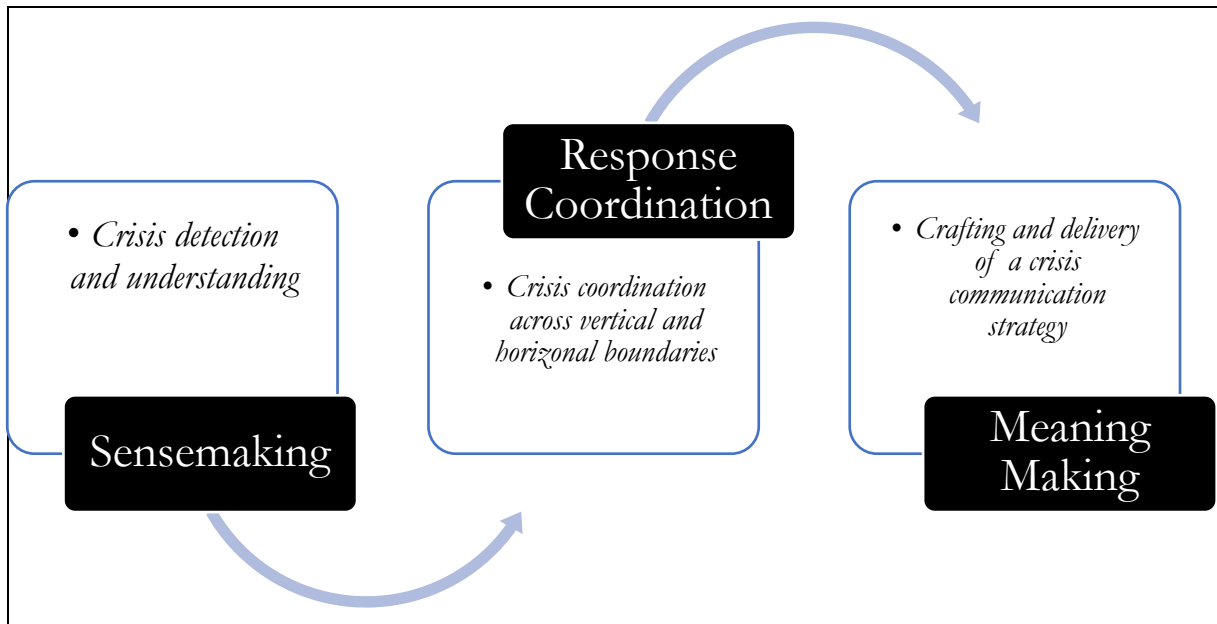 • Crisis detection
and understanding
Sensemaking
Response
Coordination
• Crisis coordination
across vertical and
horizonal boundaries
• Crafting and delivery
of a crisis
communication
strategy
Meaning
Making